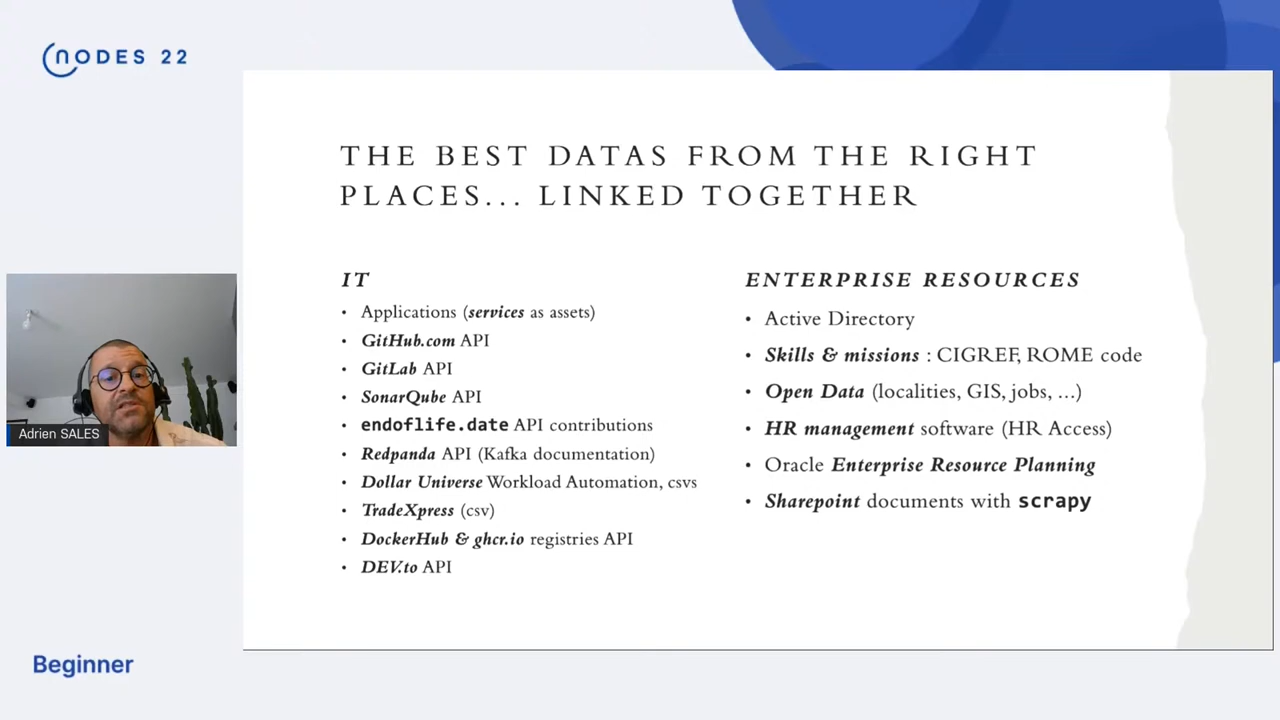 NODES 22
THE BEST DATAS FROM THE RIGHT
PLACES... LINKED TOGETHER
IT
• Applications (services as assets)
• GitHub.com API
• GitLab API
• SonarQube API
• endoflife.date API contributions
• Redpanda API (Kafka documentation)
• Dollar Universe Workload Automation, csvs
• TradeXpress (csv)
• DockerHub & ghcr.io registries API
• DEV.to API
ENTERPRISE RESOURCES
• Active Directory
• Skills & missions : CIGREF, ROME code
• Open Data (localities, GIS, jobs, ...)
• HR management software (HR Access)
• Oracle Enterprise Resource Planning
• Sharepoint documents with scrapy
Adrien SALES
Beginner